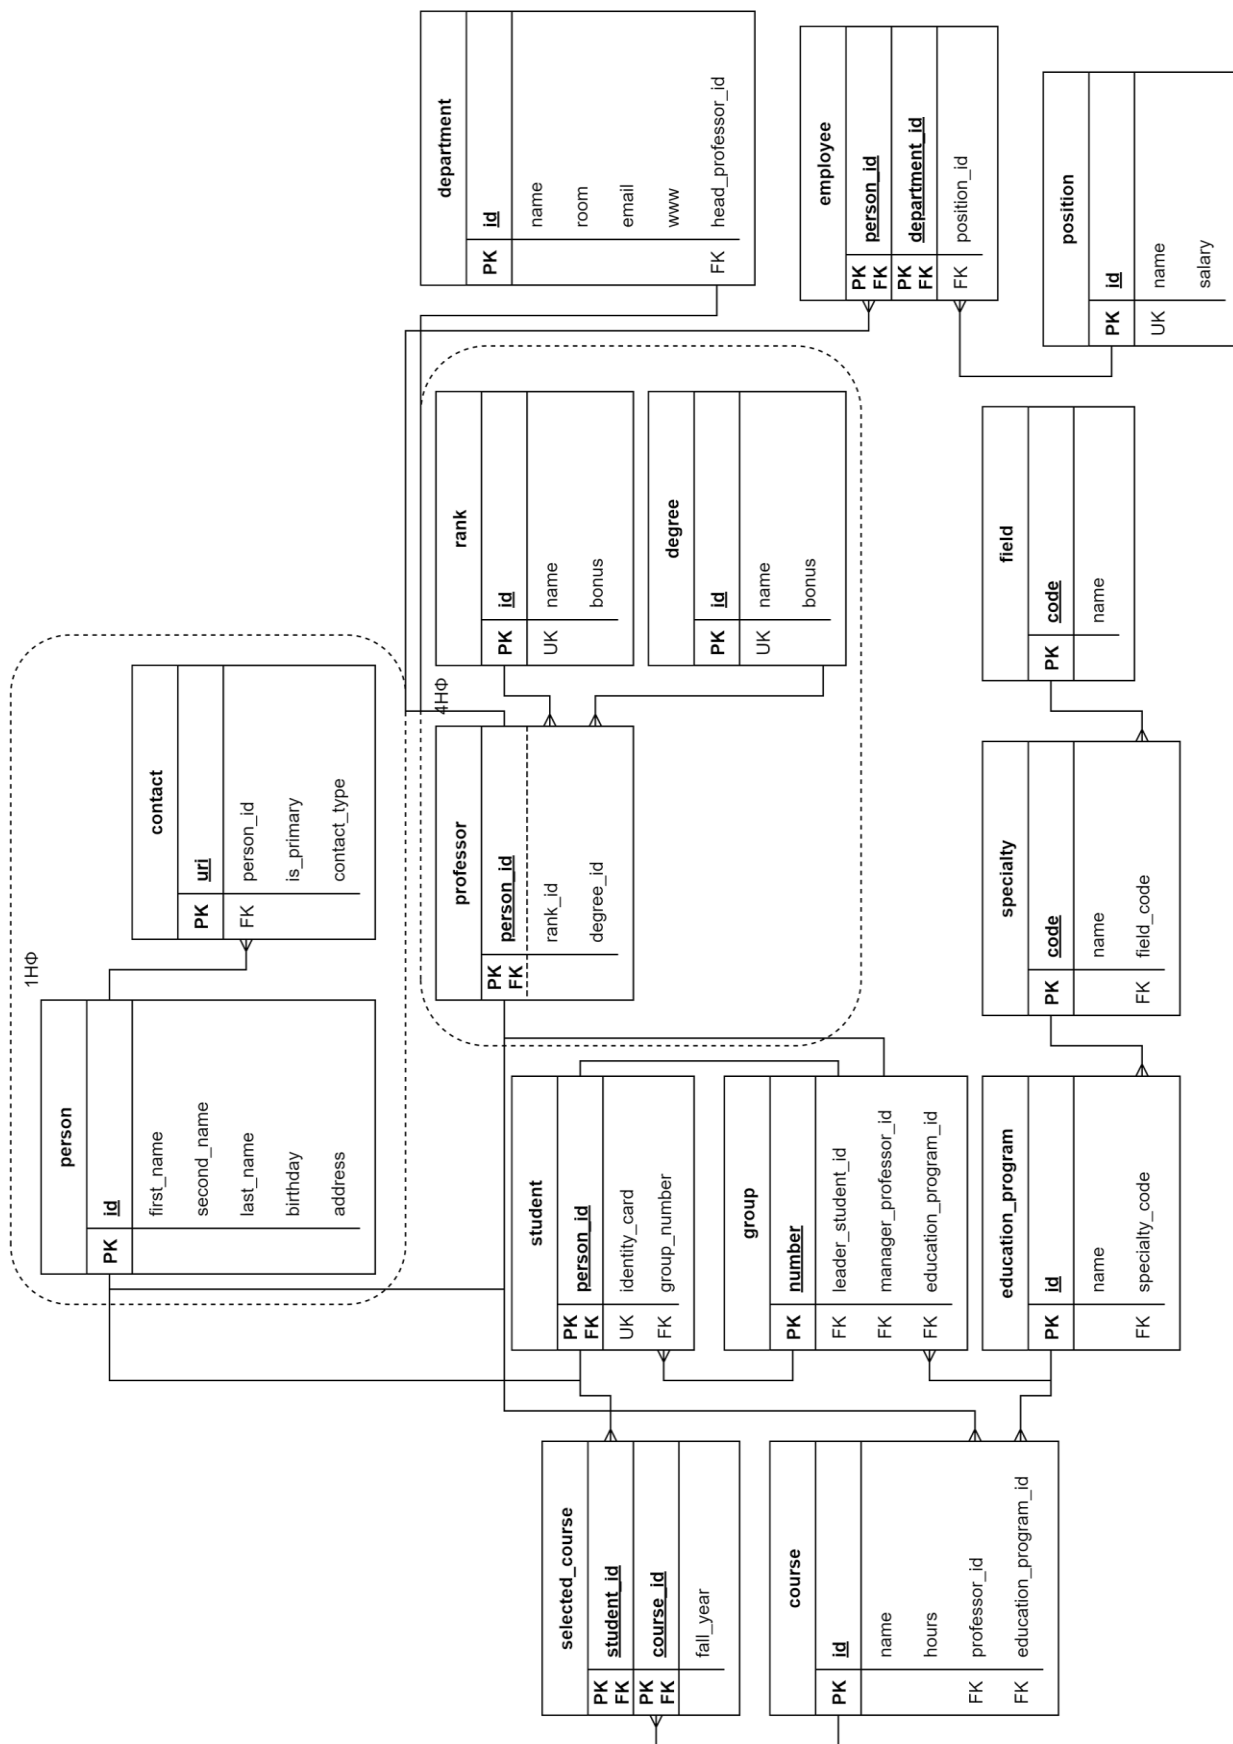 1НФ
person
PK id
first_name
second_name
last_name
birthday
address
contact
PK uri
FK person_id
is_primary
contact_type
4НФ
professor
PK FK person_id
rank_id
degree_id
rank
PK id
UK name
bonus
degree
PK id
UK name
bonus
department
PK id
name
room
email
www
FK head_professor_id
employee
PK FK person_id
PK FK department_id
FK position_id
position
PK id
UK name
salary
selected_course
PK FK student_id
PK FK course_id
fall_year
student
PK FK person_id
UK identity_card
FK group_number
group
PK number
FK leader_student_id
FK manager_professor_id
FK education_program_id
course
PK id
name
hours
FK professor_id
FK education_program_id
education_program
PK id
name
FK specialty_code
specialty
PK code
name
FK field_code
field
PK code
name